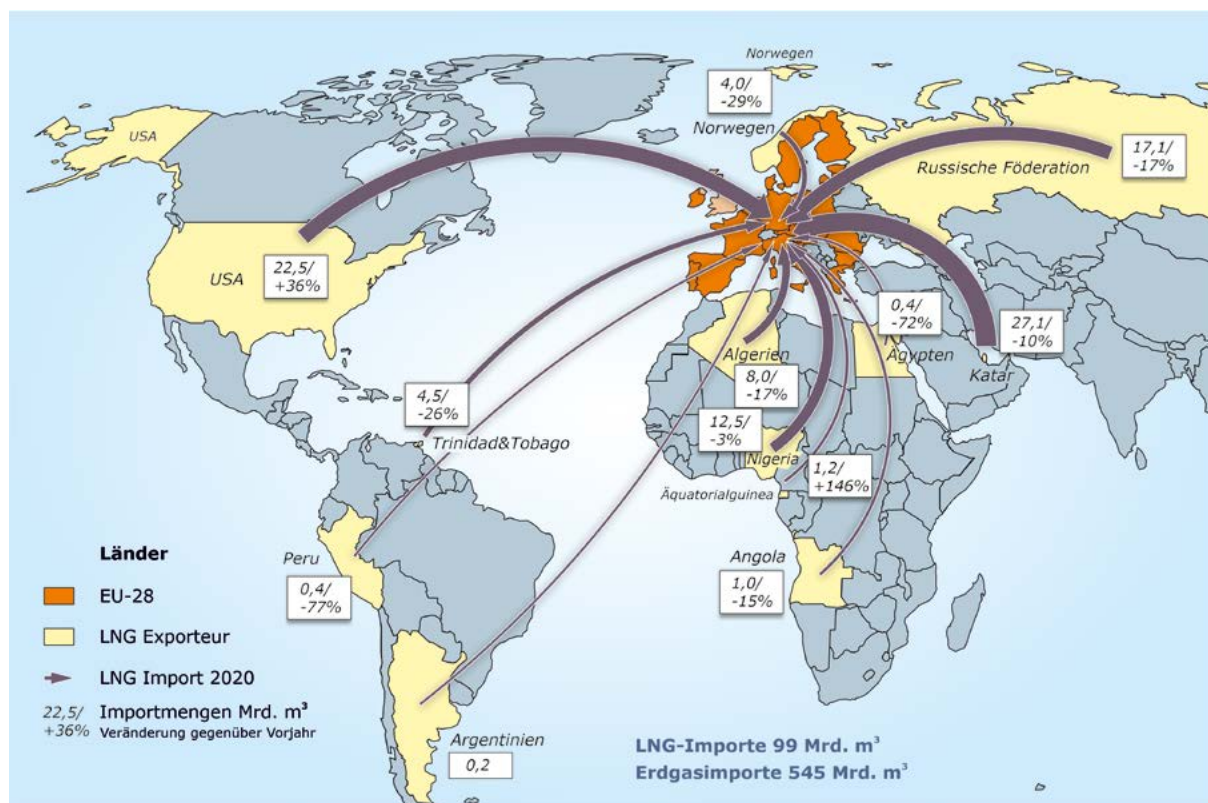 Norwegen
4,0/
-29%
Norwegen
USA
17,1/
-17%
Russische Föderation
USA
22,5/
+36%
0,4/
-72%
27,1/
-10%
Algerien
Ägypten
Katar
8,0/
-17%
4,5/
-26%
12,5/
-3%
Trinidad&Tobago
Nigeria
1,2/
+146%
Äquatorialguinea
Länder
Peru
Angola
0,4/
-77%
1,0/
-15%
EU-28
LNG Exporteur
LNG Import 2020
22,5/
+36%
Importmengen Mrd. m³
Veränderung gegenüber Vorjahr
Argentinien
0,2
LNG-Importe 99 Mrd. m³
Erdgasimporte 545 Mrd. m³